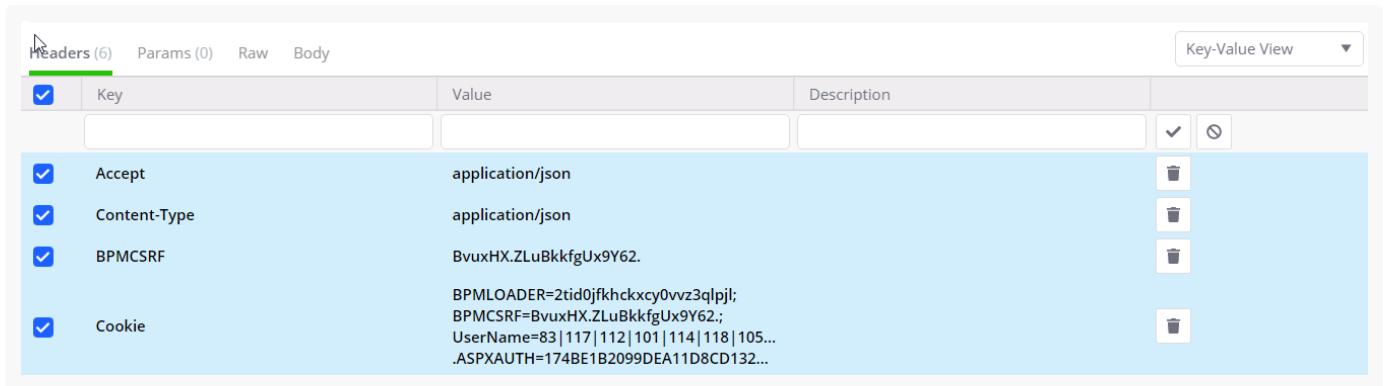 Headers (6) Params (0) Raw Body Key-Value View
Key Value Description
Accept application/json
Content-Type application/json
BPMCSRF BvuxHX.ZLuBkkfgUx9Y62.
BPMLOADER=2tid0jfkhckxcy0vvz3qlpjl;
BPMCSRF=BvuxHX.ZLuBkkfgUx9Y62.;
Cookie
UserName=83|117|112|101|114|118|105...
.ASPXAUTH=174BE1B2099DEA11D8CD132...